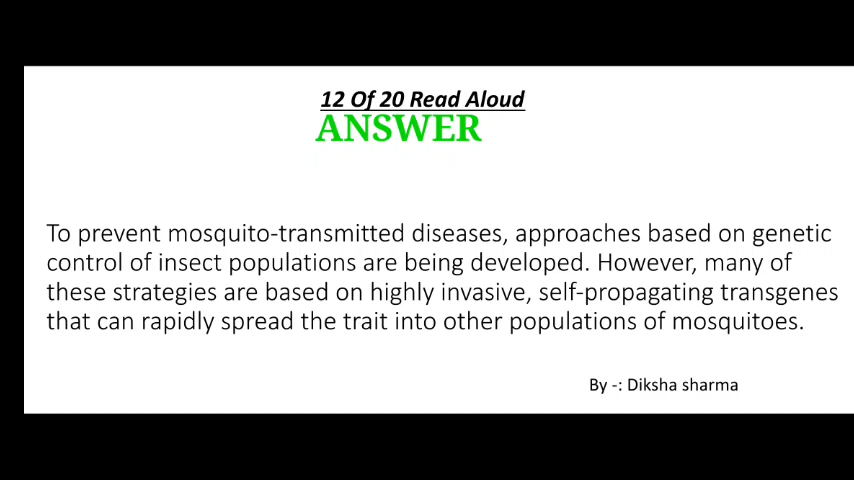 12 Of 20 Read Aloud
ANSWER
To prevent mosquito-transmitted diseases, approaches based on genetic
control of insect populations are being developed. However, many of
these strategies are based on highly invasive, self-propagating transgenes
that can rapidly spread the trait into other populations of mosquitoes.
By -: Diksha sharma